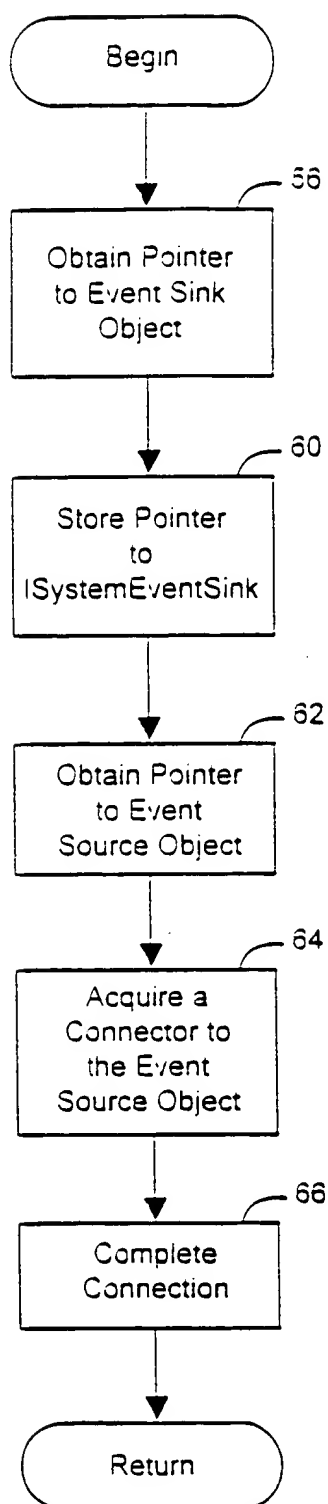 Begin
56
Obtain Pointer
to Event Sink
Object
60
Store Pointer
to
ISystemEventSink
62
Obtain Pointer
to Event
Source Object
64
Acquire a
Connector to
the Event
Source Object
66
Complete
Connection
Return